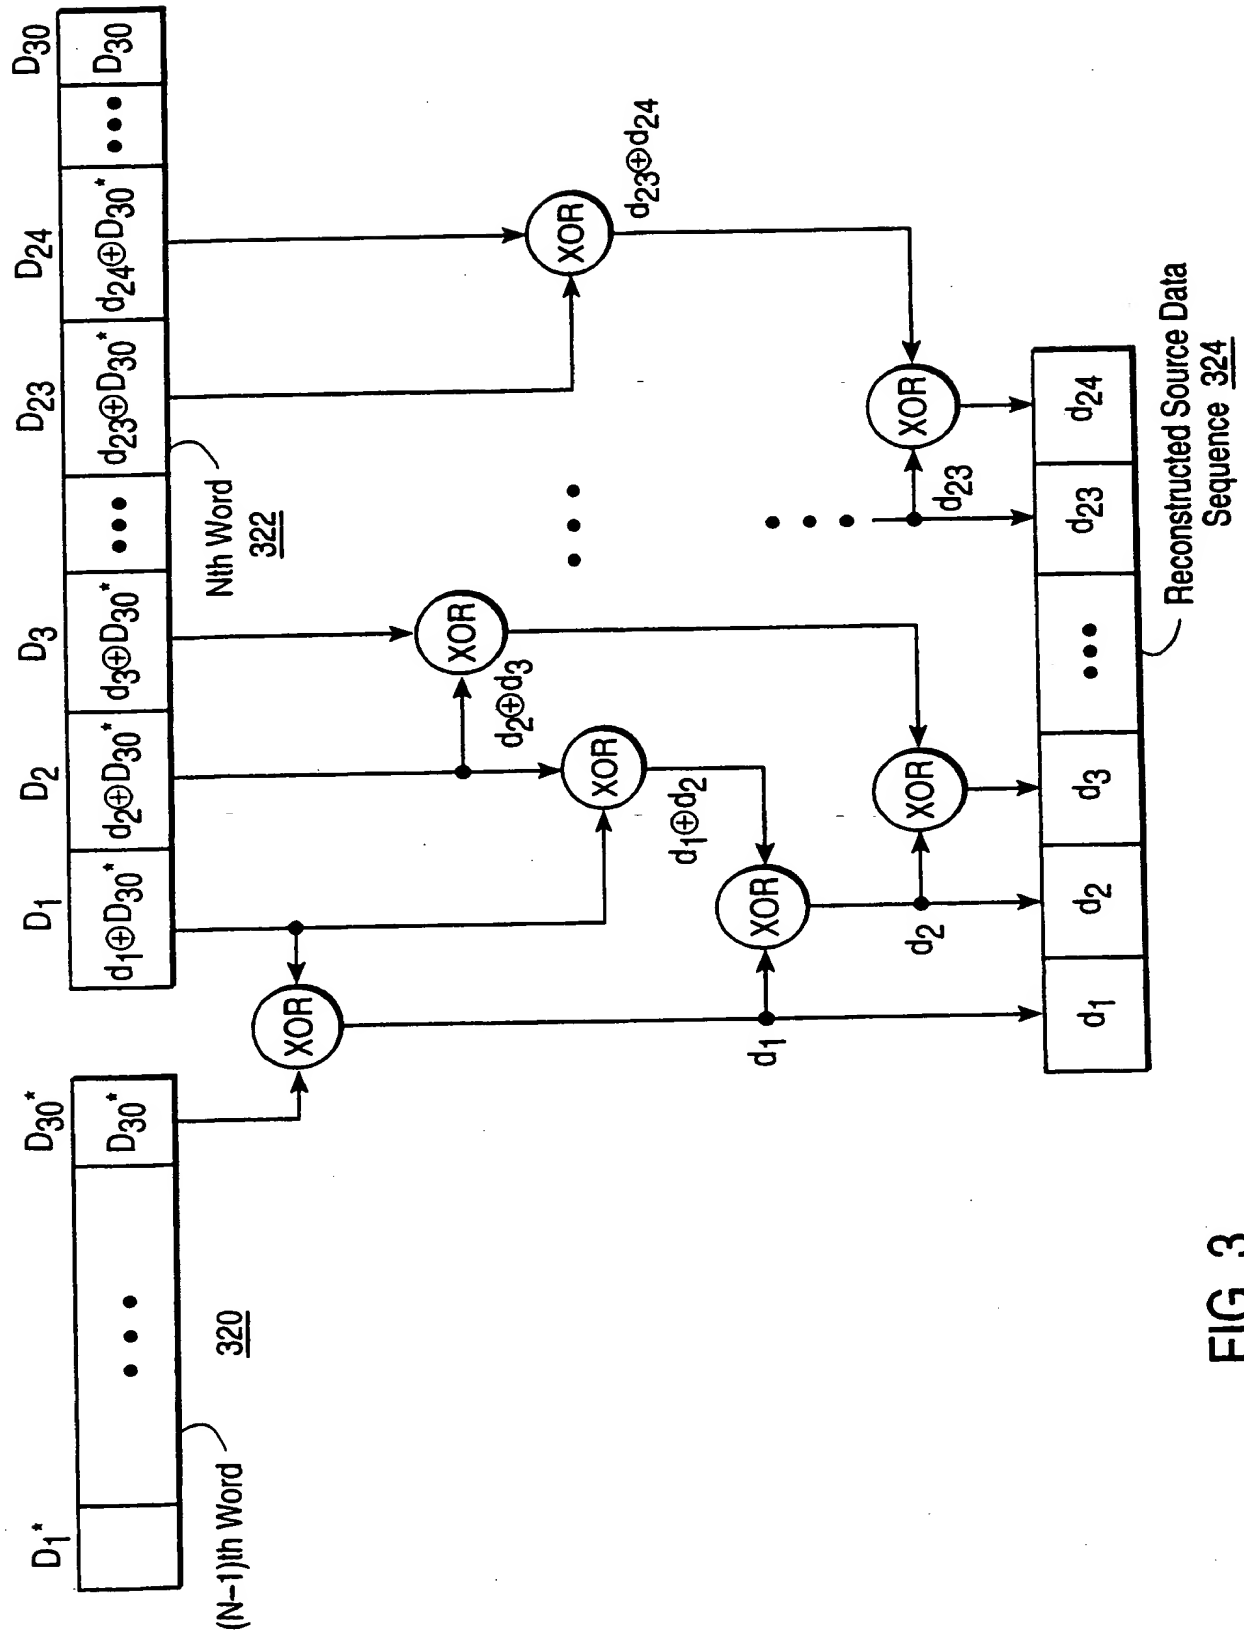 D1* D30* D1 D2 D3 D23 D24 D30
D30* d1⊕D30* d2⊕D30* d3⊕D30* ••• d23⊕D30* d24⊕D30* ••• D30
•••
(N–1)th Word
320
Nth Word
322
XOR
XOR
d2⊕d3
XOR
d1⊕d2
•••
XOR
d23⊕d24
XOR
d1
XOR
d2
•••
XOR
d23
d1 d2 d3 ••• d23 d24
Reconstructed Source Data
Sequence 324
FIG_3